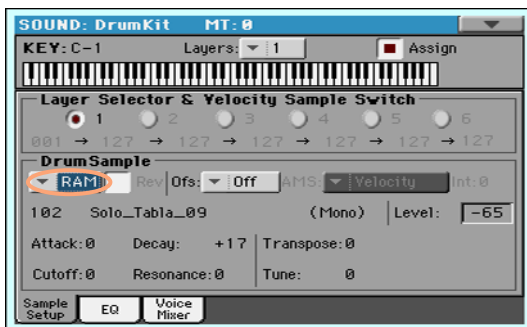 SOUND: DrumKit MT: 0
KEY: C-1 Layers: 1 Assign
Layer Selector & Velocity Sample Switch
1 2 3 4 5 6
001 → 127 → 127 → 127 → 127 → 127 → 127
DrumSample
RAM Rev Ofs: Off AMS: Velocity Int: 0
102 Solo_Tabla_09 (Mono) Level: -65
Attack: 0 Decay: +17 Transpose: 0
Cutoff: 0 Resonance: 0 Tune: 0
Sample Setup EQ Voice Mixer